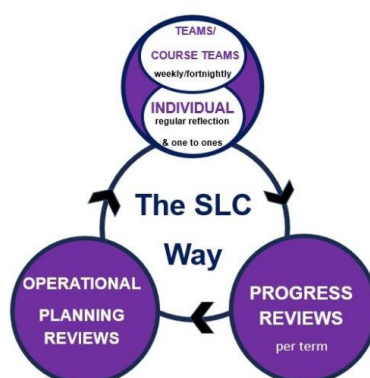 TEAMS/
COURSE TEAMS
weekly/fortnightly
INDIVIDUAL
regular reflection
& one to ones
The SLC
Way
OPERATIONAL
PLANNING
REVIEWS
PROGRESS
REVIEWS
per term